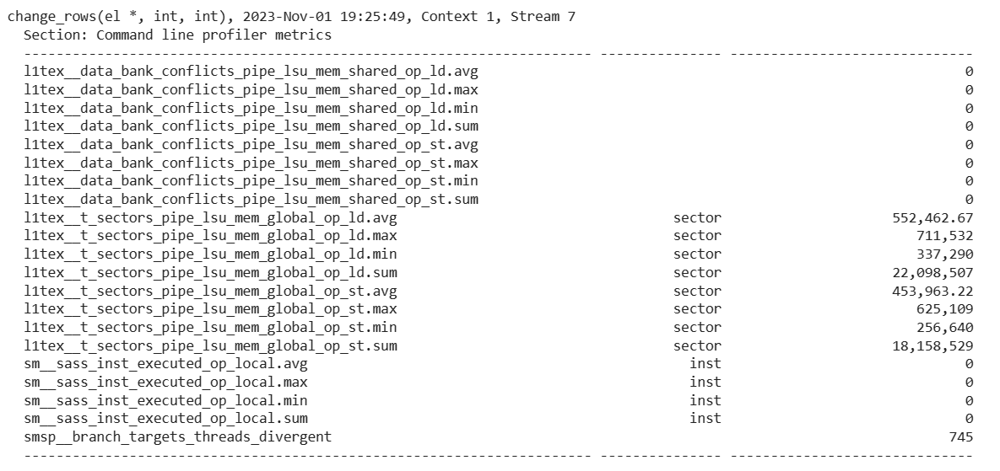 change_rows(el *, int, int), 2023-Nov-01 19:25:49, Context 1, Stream 7
Section: Command line profiler metrics
---------------------------------------------------------------------- --------------- ------------------------------
l1tex__data_bank_conflicts_pipe_lsu_mem_shared_op_ld.avg 0
l1tex__data_bank_conflicts_pipe_lsu_mem_shared_op_ld.max 0
l1tex__data_bank_conflicts_pipe_lsu_mem_shared_op_ld.min 0
l1tex__data_bank_conflicts_pipe_lsu_mem_shared_op_ld.sum 0
l1tex__data_bank_conflicts_pipe_lsu_mem_shared_op_st.avg 0
l1tex__data_bank_conflicts_pipe_lsu_mem_shared_op_st.max 0
l1tex__data_bank_conflicts_pipe_lsu_mem_shared_op_st.min 0
l1tex__data_bank_conflicts_pipe_lsu_mem_shared_op_st.sum 0
l1tex__t_sectors_pipe_lsu_mem_global_op_ld.avg sector 552,462.67
l1tex__t_sectors_pipe_lsu_mem_global_op_ld.max sector 711,532
l1tex__t_sectors_pipe_lsu_mem_global_op_ld.min sector 337,290
l1tex__t_sectors_pipe_lsu_mem_global_op_ld.sum sector 22,098,507
l1tex__t_sectors_pipe_lsu_mem_global_op_st.avg sector 453,963.22
l1tex__t_sectors_pipe_lsu_mem_global_op_st.max sector 625,109
l1tex__t_sectors_pipe_lsu_mem_global_op_st.min sector 256,640
l1tex__t_sectors_pipe_lsu_mem_global_op_st.sum sector 18,158,529
sm__sass_inst_executed_op_local.avg inst 0
sm__sass_inst_executed_op_local.max inst 0
sm__sass_inst_executed_op_local.min inst 0
sm__sass_inst_executed_op_local.sum inst 0
smsp__branch_targets_threads_divergent 745
---------------------------------------------------------------------- --------------- ------------------------------